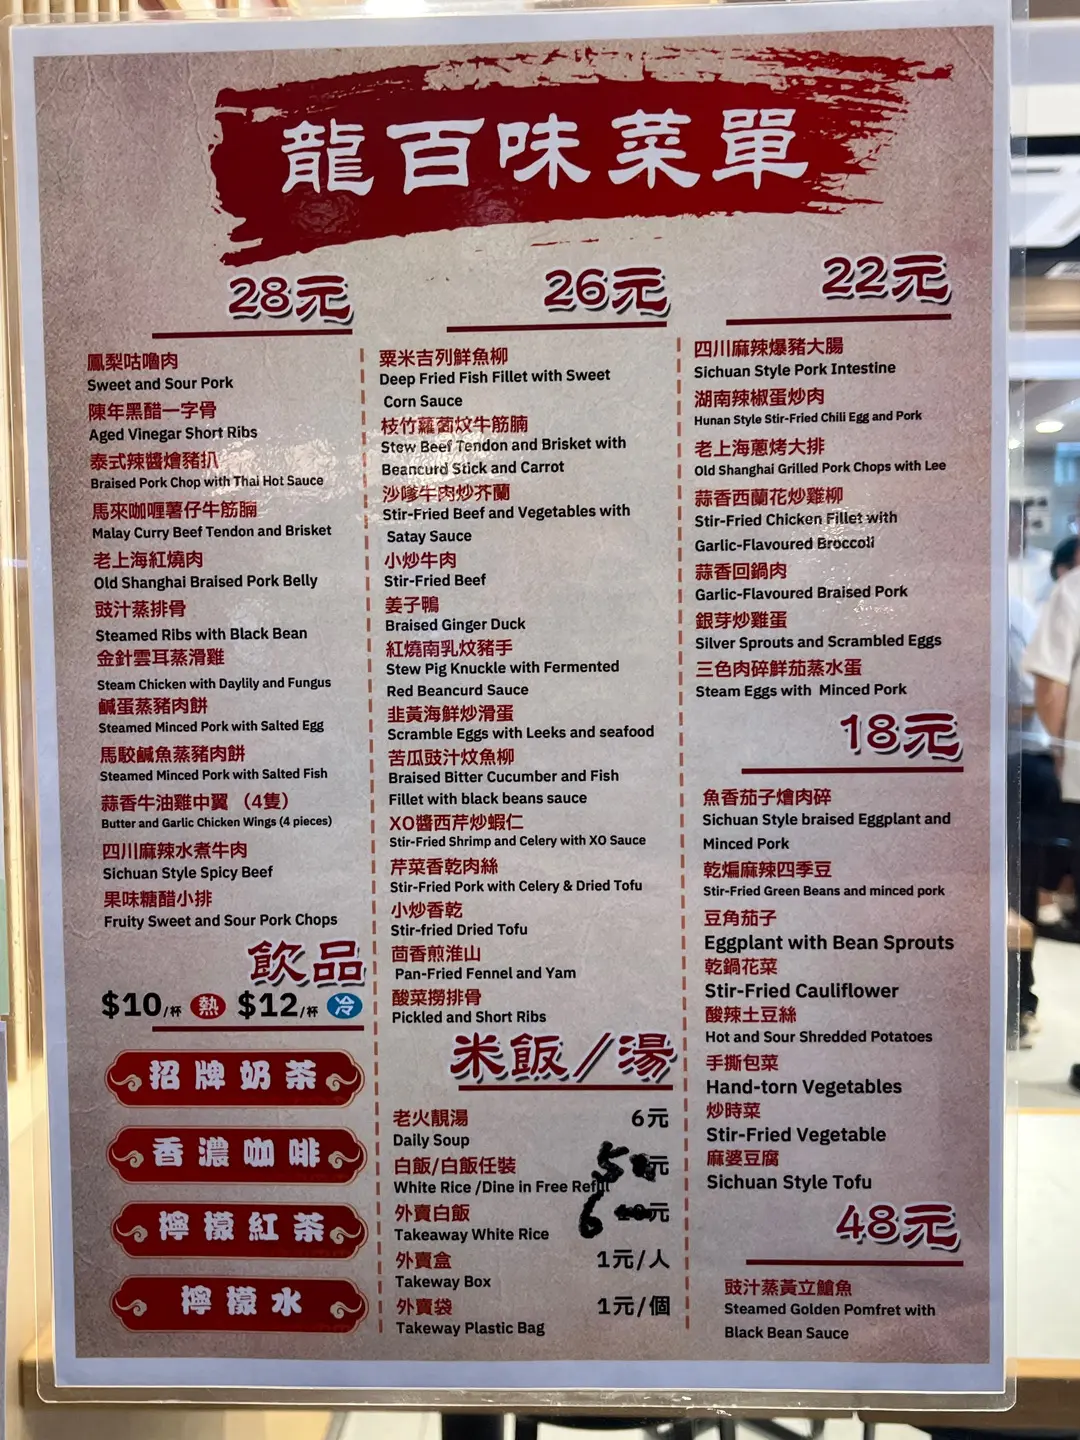 龍百味菜單
28元
鳳梨咕嚕肉
Sweet and Sour Pork
陳年黑醋一字骨
Aged Vinegar Short Ribs
泰式辣醬燴豬扒
Braised Pork Chop with Thai Hot Sauce
馬來咖喱薯仔牛筋腩
Malay Curry Beef Tendon and Brisket
老上海紅燒肉
Old Shanghai Braised Pork Belly
豉汁蒸排骨
Steamed Ribs with Black Bean
金針雲耳蒸滑雞
Steam Chicken with Daylily and Fungus
鹹蛋蒸豬肉餅
Steamed Minced Pork with Salted Egg
馬駮鹹魚蒸豬肉餅
Steamed Minced Pork with Salted Fish
蒜香牛油雞中翼 （4隻）
Butter and Garlic Chicken Wings (4 pieces)
四川麻辣水煮牛肉
Sichuan Style Spicy Beef
果味糖醋小排
Fruity Sweet and Sour Pork Chops
飲品
$10/杯 熱 $12/杯 冷
招牌奶茶
香濃咖啡
檸檬紅茶
檸檬水
26元
粟米吉列鮮魚柳
Deep Fried Fish Fillet with Sweet
Corn Sauce
枝竹蘿蔔炆牛筋腩
Stew Beef Tendon and Brisket with
Beancurd Stick and Carrot
沙嗲牛肉炒芥蘭
Stir-Fried Beef and Vegetables with
Satay Sauce
小炒牛肉
Stir-Fried Beef
姜子鴨
Braised Ginger Duck
紅燒南乳炆豬手
Stew Pig Knuckle with Fermented
Red Beancurd Sauce
韭黃海鮮炒滑蛋
Scramble Eggs with Leeks and seafood
苦瓜豉汁炆魚柳
Braised Bitter Cucumber and Fish
Fillet with black beans sauce
XO醬西芹炒蝦仁
Stir-Fried Shrimp and Celery with XO Sauce
芹菜香乾肉絲
Stir-Fried Pork with Celery & Dried Tofu
小炒香乾
Stir-fried Dried Tofu
茴香煎淮山
Pan-Fried Fennel and Yam
酸菜撈排骨
Pickled and Short Ribs
米飯/湯
老火靚湯 6元
Daily Soup
白飯/白飯任裝 5元
White Rice /Dine in Free Refill
外賣白飯 6 10元
Takeaway White Rice
外賣盒 1元/人
Takeway Box
外賣袋 1元/個
Takeway Plastic Bag
22元
四川麻辣爆豬大腸
Sichuan Style Pork Intestine
湖南辣椒蛋炒肉
Hunan Style Stir-Fried Chili Egg and Pork
老上海蔥烤大排
Old Shanghai Grilled Pork Chops with Lee
蒜香西蘭花炒雞柳
Stir-Fried Chicken Fillet with
Garlic-Flavoured Broccoli
蒜香回鍋肉
Garlic-Flavoured Braised Pork
銀芽炒雞蛋
Silver Sprouts and Scrambled Eggs
三色肉碎鮮茄蒸水蛋
Steam Eggs with Minced Pork
18元
魚香茄子燴肉碎
Sichuan Style braised Eggplant and
Minced Pork
乾煸麻辣四季豆
Stir-Fried Green Beans and minced pork
豆角茄子
Eggplant with Bean Sprouts
乾鍋花菜
Stir-Fried Cauliflower
酸辣土豆絲
Hot and Sour Shredded Potatoes
手撕包菜
Hand-torn Vegetables
炒時菜
Stir-Fried Vegetable
麻婆豆腐
Sichuan Style Tofu
48元
豉汁蒸黃立鯧魚
Steamed Golden Pomfret with
Black Bean Sauce